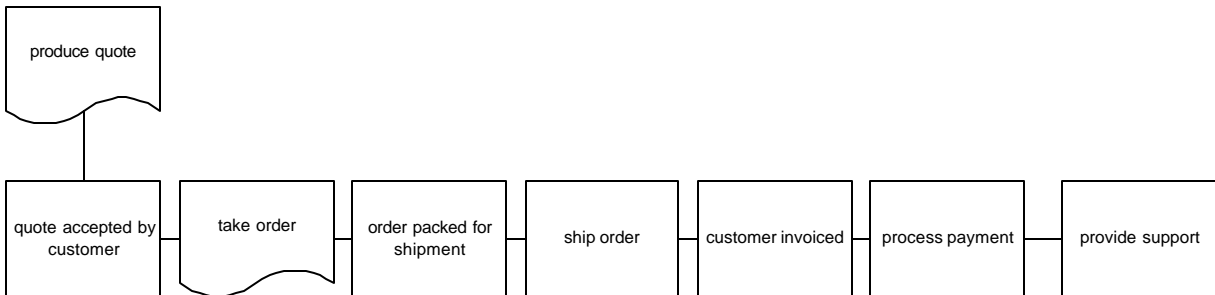 produce quote
quote accepted by
customer
take order
order packed for
shipment
ship order
customer invoiced
process payment
provide support